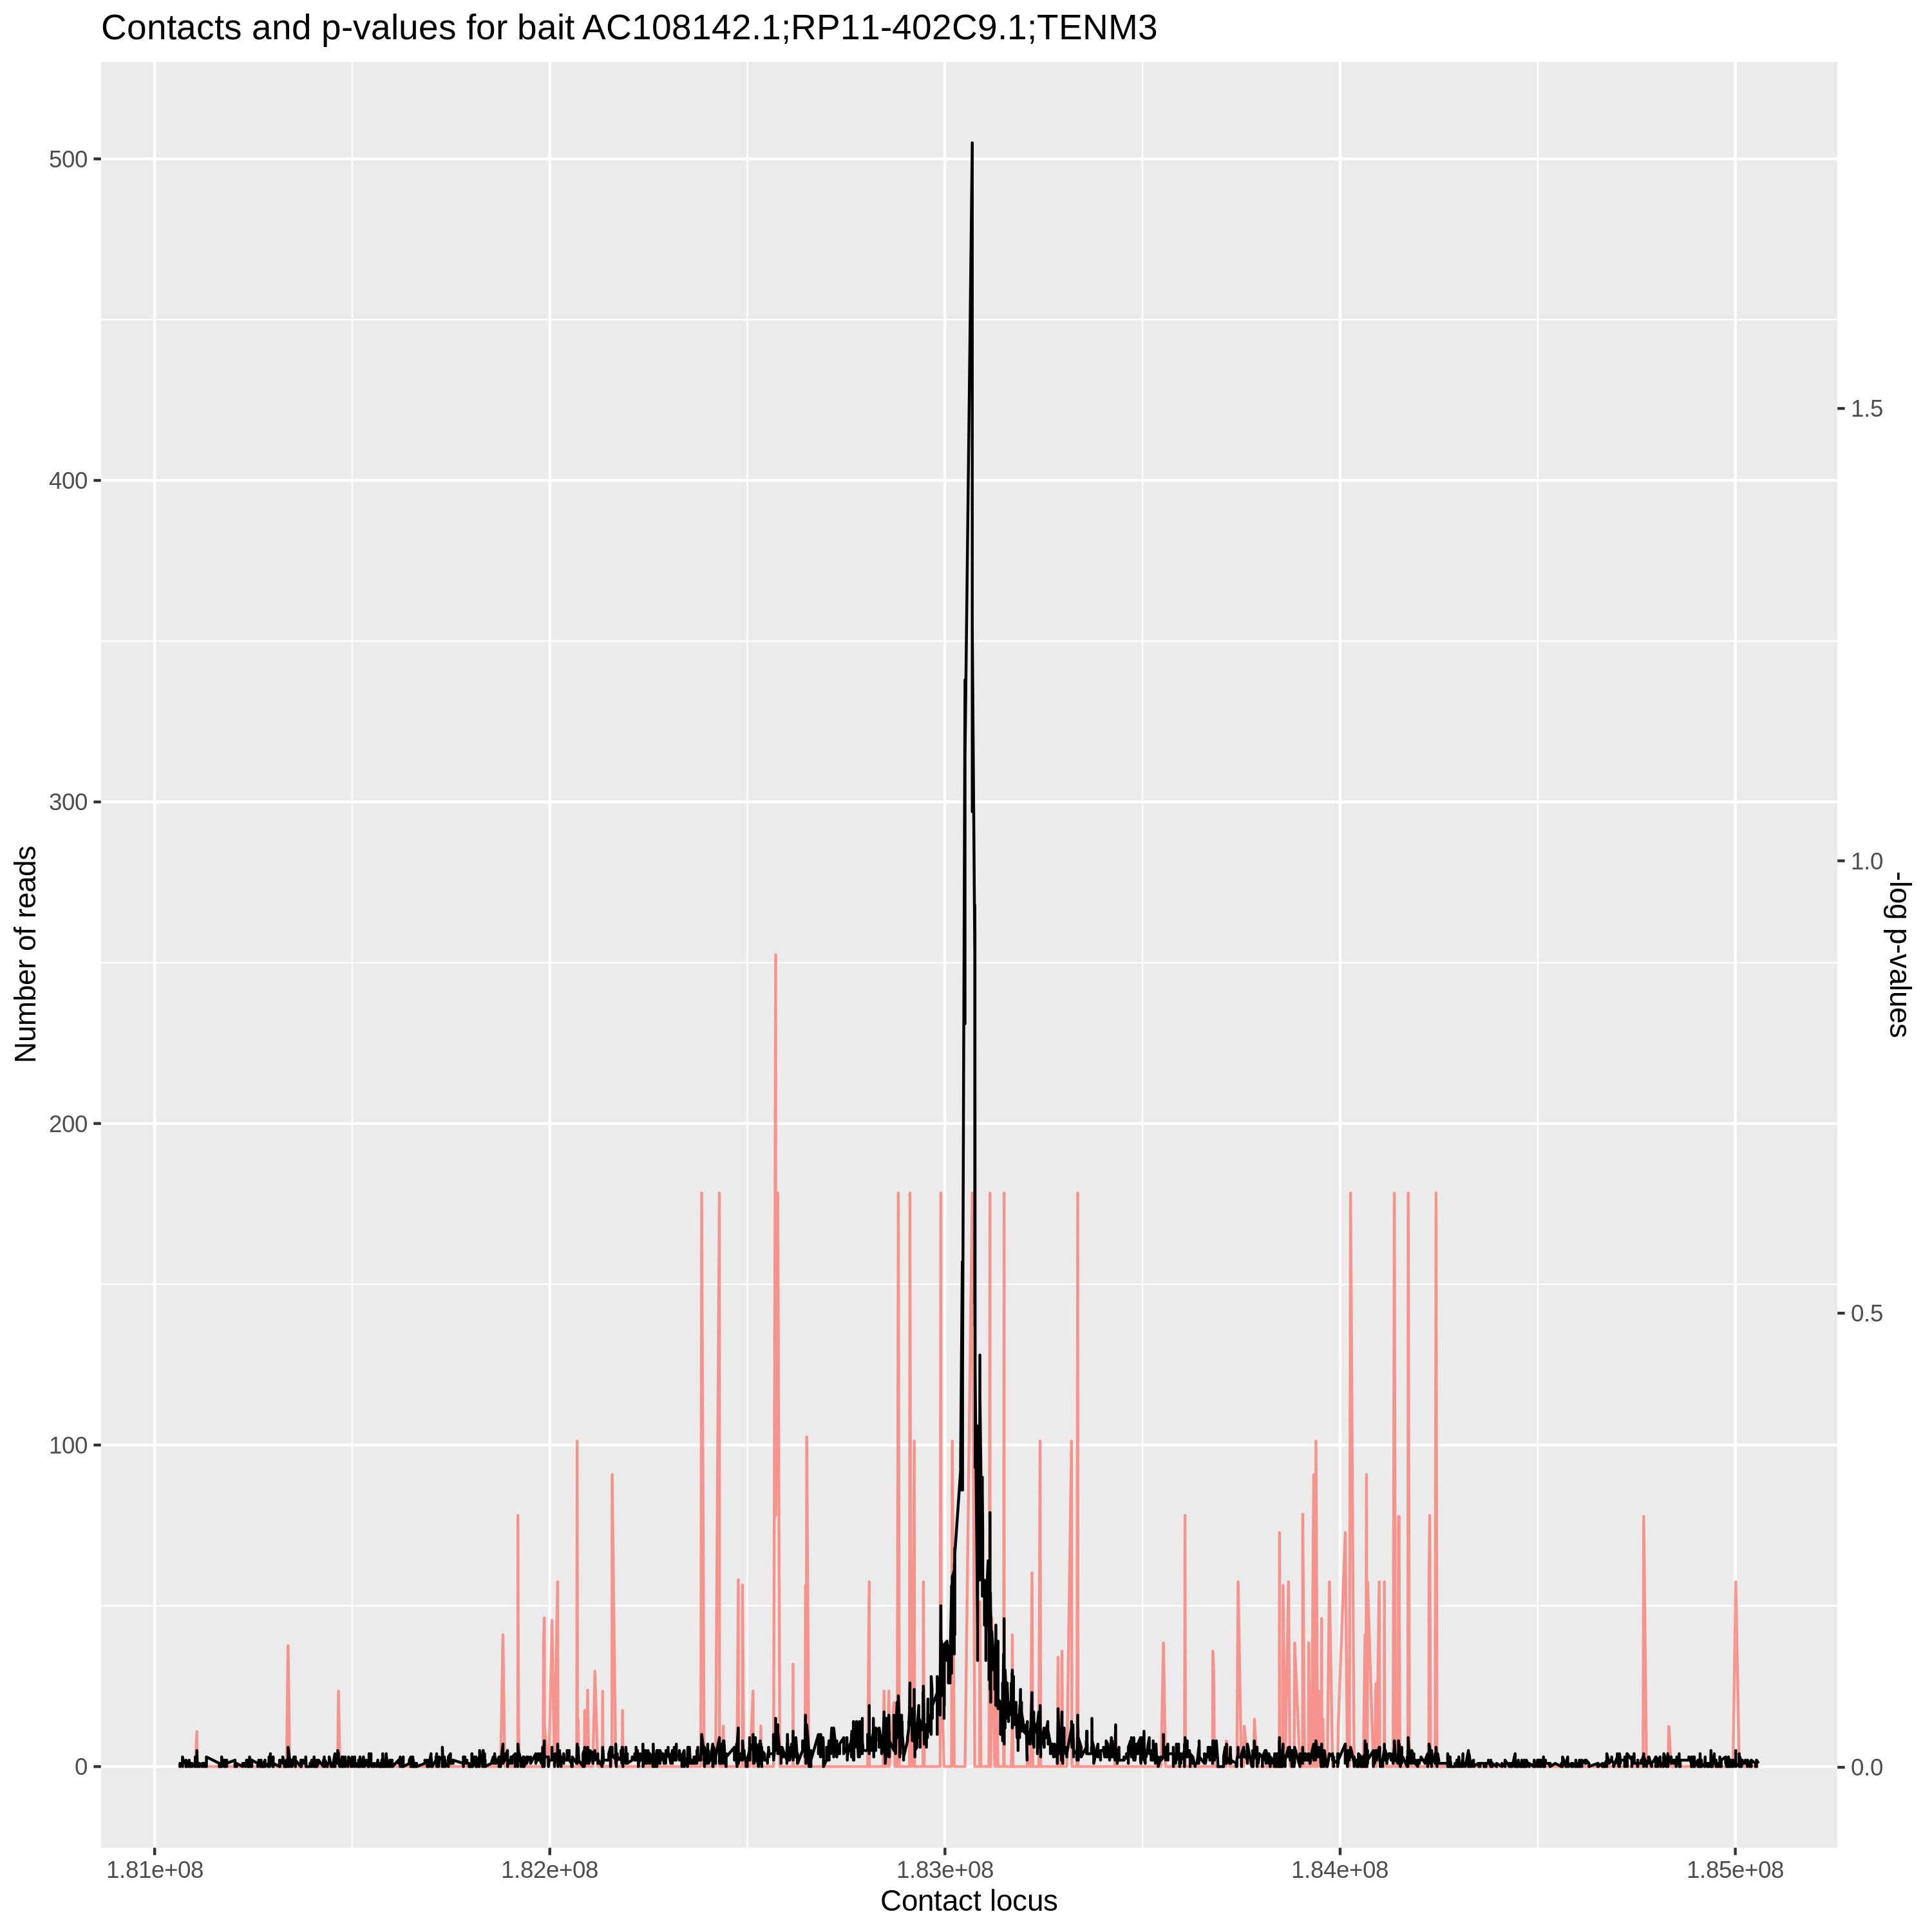 Contacts and p-values for bait AC108142.1;RP11-402C9.1;TENM3
500
400
300
200
100
0
Number of reads
1.5
1.0
0.5
0.0
-log p-values
1.81e+08 1.82e+08 1.83e+08 1.84e+08 1.85e+08
Contact locus